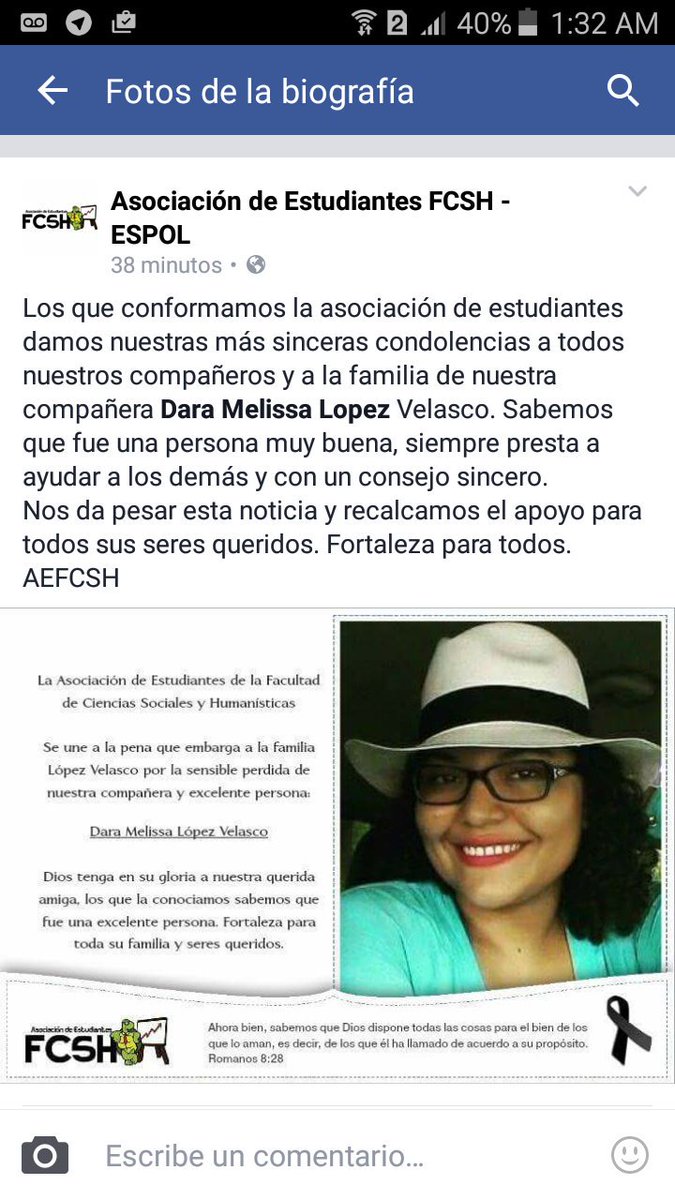 2 40% 1:32 AM
Fotos de la biografía
Asociación de Estudiantes FCSH -
ESPOL
38 minutos •
Los que conformamos la asociación de estudiantes
damos nuestras más sinceras condolencias a todos
nuestros compañeros y a la familia de nuestra
compañera Dara Melissa Lopez Velasco. Sabemos
que fue una persona muy buena, siempre presta a
ayudar a los demás y con un consejo sincero.
Nos da pesar esta noticia y recalcamos el apoyo para
todos sus seres queridos. Fortaleza para todos.
AEFCSH
La Asociación de Estudiantes de la Facultad
de Ciencias Sociales y Humanísticas
Se une a la pena que embarga a la familia
López Velasco por la sensible perdida de
nuestra compañera y excelente persona:
Dara Melissa López Velasco
Dios tenga en su gloria a nuestra querida
amiga, los que la conociamos sabemos que
fue una excelente persona. Fortaleza para
toda su familia y seres queridos.
Asociación de Estudiantes
FCSH
Ahora bien, sabemos que Dios dispone todas las cosas para el bien de los
que lo aman, es decir, de los que él ha llamado de acuerdo a su propósito.
Romanos 8:28
Escribe un comentario...